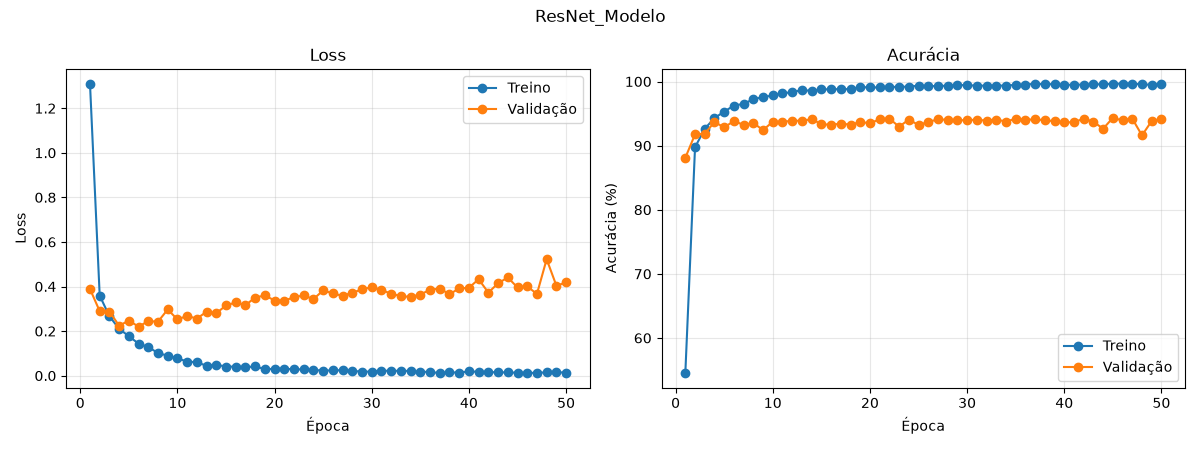 ResNet_Modelo
Loss
Loss
1.2
1.0
0.8
0.6
0.4
0.2
0.0
Treino
Validação
0 10 20 30 40 50
Época
Acurácia
Acurácia (%)
100
90
80
70
60
Treino
Validação
0 10 20 30 40 50
Época